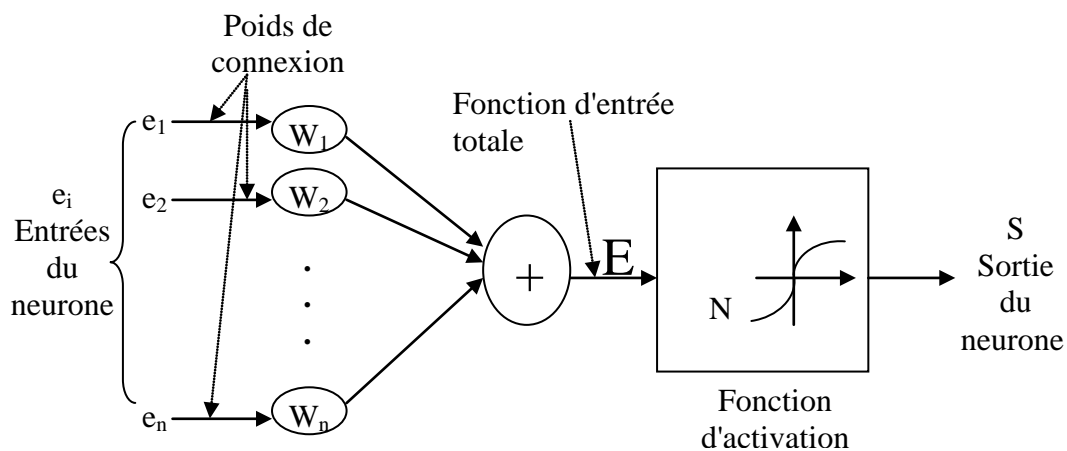 Poids de
connexion
Fonction d'entrée
totale
e1
W1
e2
W2
ei
Entrées
du
neurone
.
.
.
en
Wn
+
E
N
S
Sortie
du
neurone
Fonction
d'activation